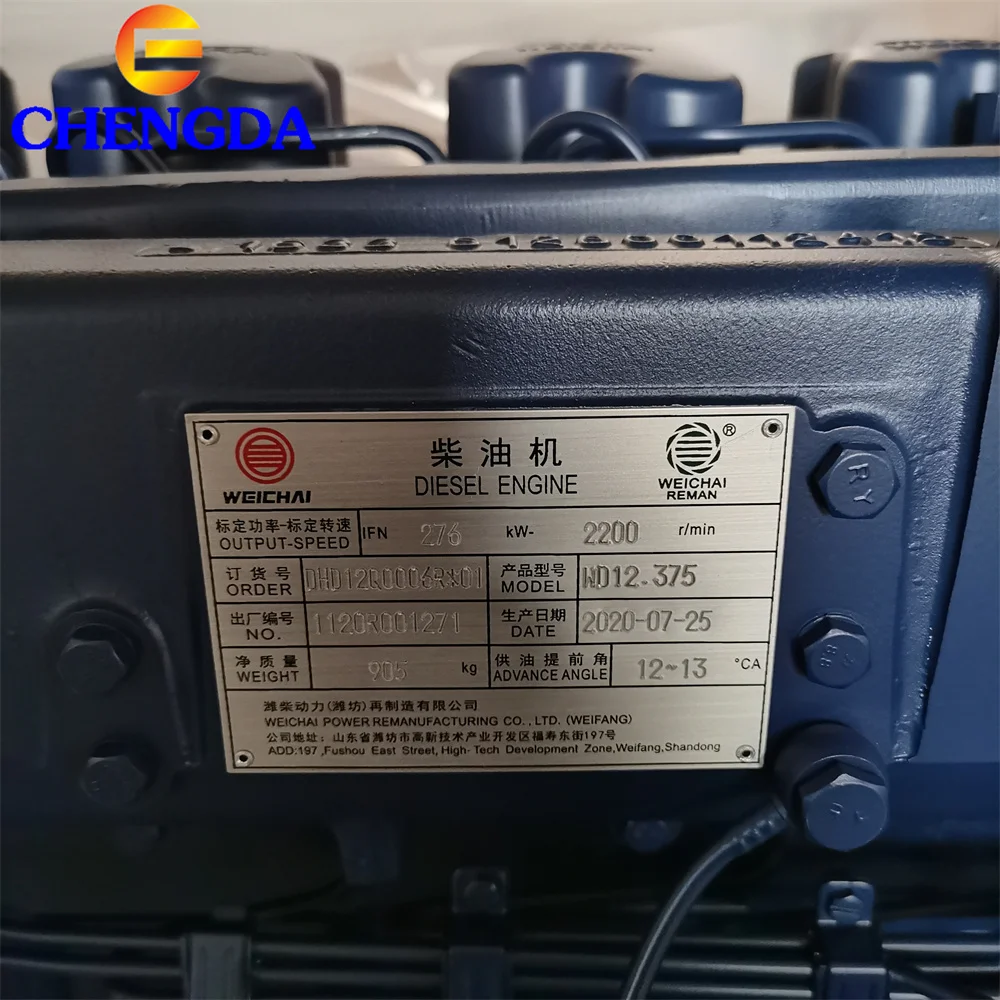 CHENGDA
柴油机
DIESEL ENGINE
WEICHAI
®
WEICHAI
REMAN
标定功率-标定转速
OUTPUT-SPEED
IFN 276 kW- 2200 r/min
订货号
ORDER
DHD12Q0006R*01
产品型号
MODEL
WD12.375
出厂编号
NO.
1120R001271
生产日期
DATE
2020-07-25
净质量
WEIGHT
905 kg
供油提前角
ADVANCE ANGLE
12~13 °CA
潍柴动力(潍坊)再制造有限公司
WEICHAI POWER REMANUFACTURING CO., LTD. (WEIFANG)
公司地址: 山东省潍坊市高新技术产业开发区福寿东街197号
ADD:197 ,Fushou East Street, High- Tech Development Zone,Weifang,Shandong
RY
8.8